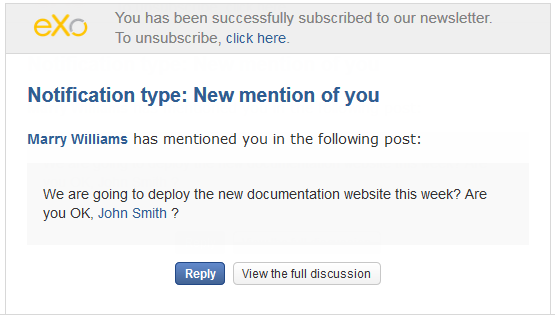 eXo
You has been successfully subscribed to our newsletter.
To unsubscribe, click here.
Notification type: New mention of you
Marry Williams has mentioned you in the following post:
We are going to deploy the new documentation website this week? Are
you OK, John Smith ?
Reply
View the full discussion